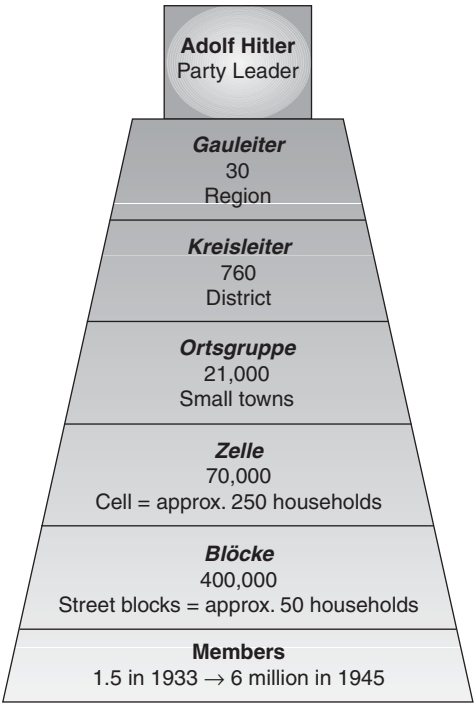 Adolf Hitler
Party Leader
Gauleiter
30
Region
Kreisleiter
760
District
Ortsgruppe
21,000
Small towns
Zelle
70,000
Cell = approx. 250 households
Blöcke
400,000
Street blocks = approx. 50 households
Members
1.5 in 1933 → 6 million in 1945